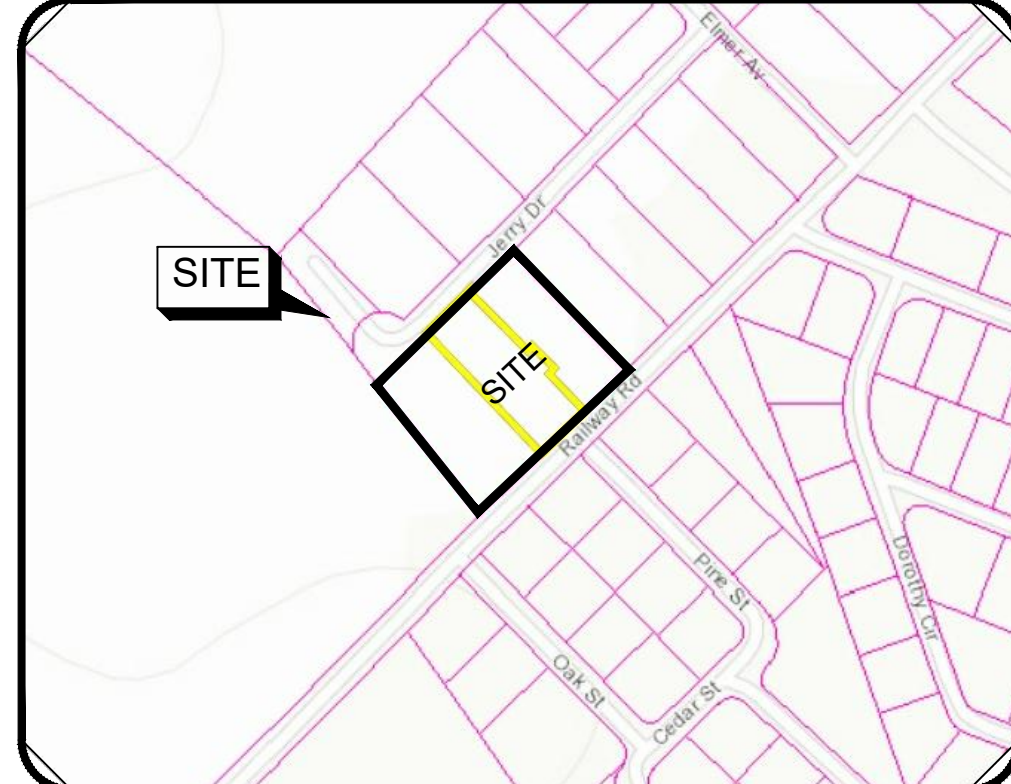 Elmer Av
Jerry Dr
SITE
SITE
Railway Rd
Pine St
Dorothy Cir
Oak St
Cedar St